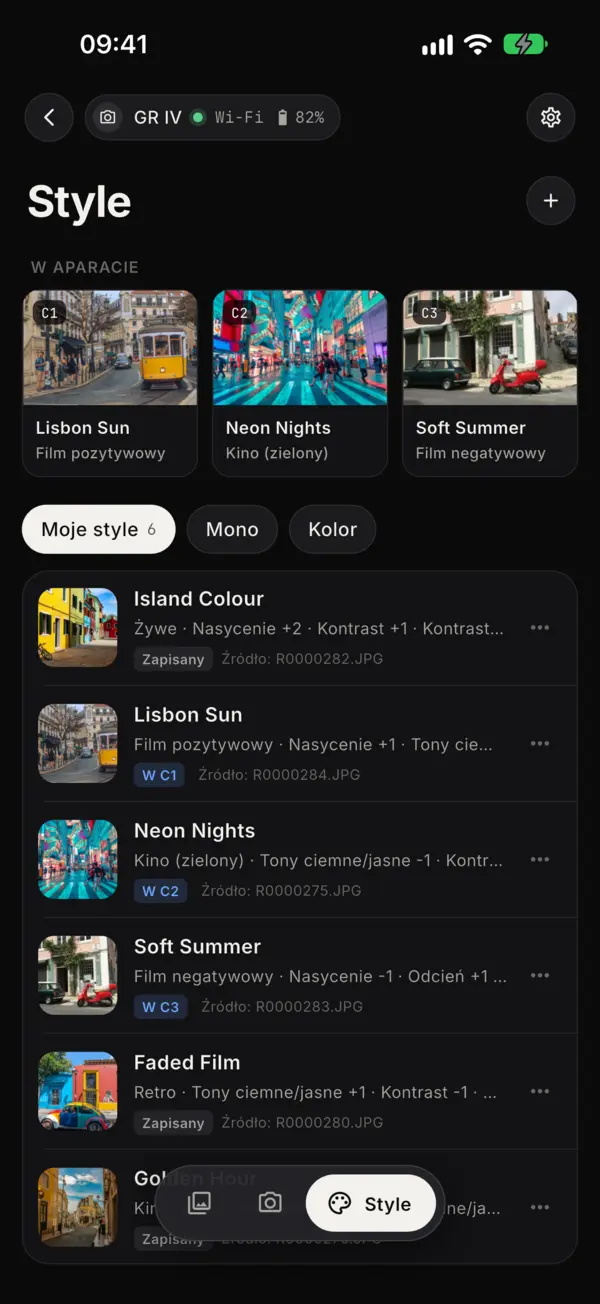 09:41
GR IV Wi-Fi 82%
Style
W APARACIE
C1 C2 C3
Lisbon Sun Neon Nights Soft Summer
Film pozytywowy Kino (zielony) Film negatywowy
Moje style 6 Mono Kolor
Island Colour
Żywe · Nasycenie +2 · Kontrast +1 · Kontrast...
Zapisany Źródło: R0000282.JPG
Lisbon Sun
Film pozytywowy · Nasycenie +1 · Tony cie...
W C1 Źródło: R0000284.JPG
Neon Nights
Kino (zielony) · Tony ciemne/jasne -1 · Kontr...
W C2 Źródło: R0000275.JPG
Soft Summer
Film negatywowy · Nasycenie -1 · Odcień +1 ...
W C3 Źródło: R0000283.JPG
Faded Film
Retro · Tony ciemne/jasne +1 · Kontrast -1 · ...
Zapisany Źródło: R0000280.JPG
Golden Hour
Style
Zapisany